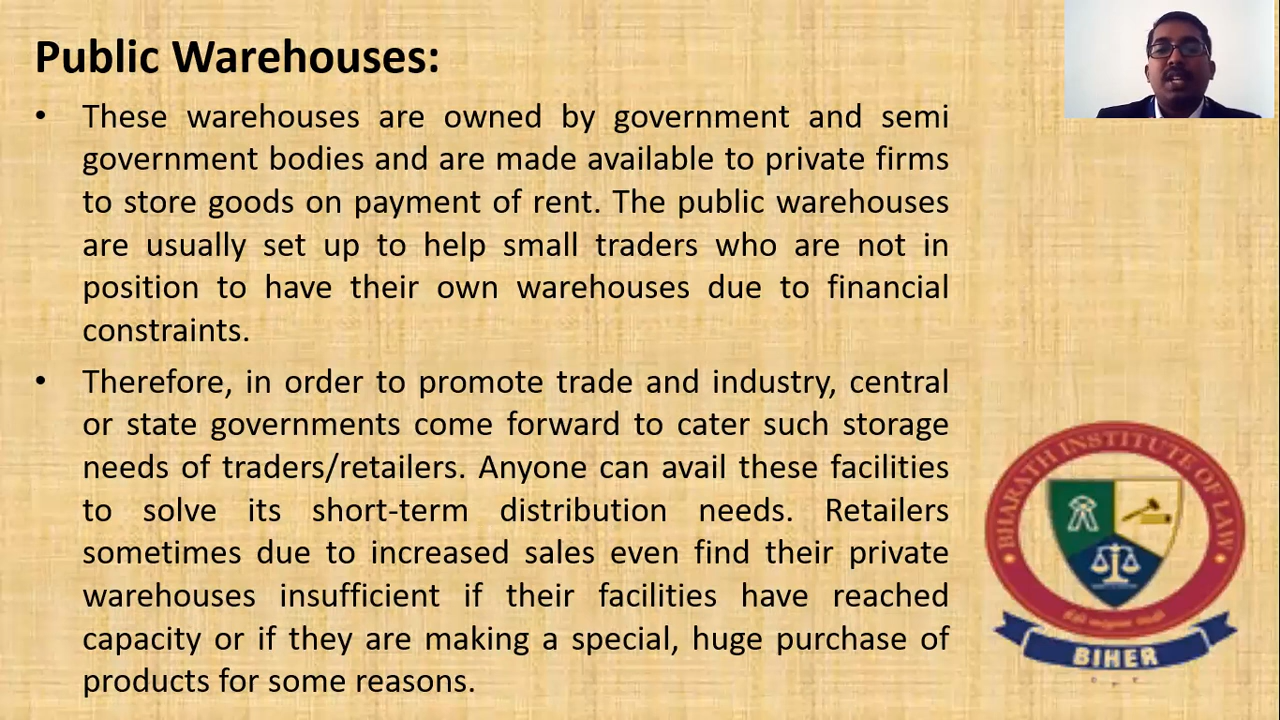 Public Warehouses:
• These warehouses are owned by government and semi
government bodies and are made available to private firms
to store goods on payment of rent. The public warehouses
are usually set up to help small traders who are not in
position to have their own warehouses due to financial
constraints.
• Therefore, in order to promote trade and industry, central
or state governments come forward to cater such storage
needs of traders/retailers. Anyone can avail these facilities
to solve its short-term distribution needs. Retailers
sometimes due to increased sales even find their private
warehouses insufficient if their facilities have reached
capacity or if they are making a special, huge purchase of
products for some reasons.
BHARATH INSTITUTE OF LAW
BIHER